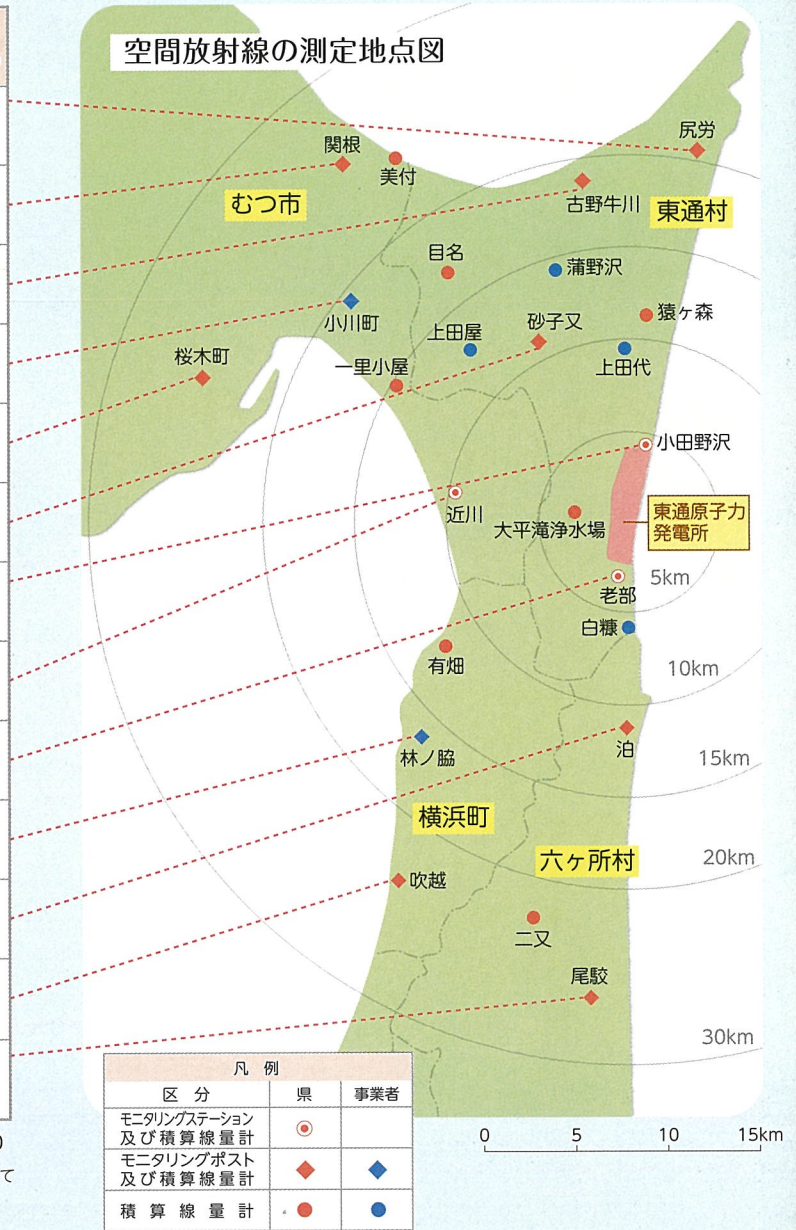 空間放射線の測定地点図
尻労
関根
美付
古野牛川
東通村
むつ市
目名
蒲野沢
小川町
上田屋
砂子又
猿ヶ森
桜木町
一里小屋
上田代
小田野沢
近川
大平滝浄水場
東通原子力
発電所
老部
5km
白糠
有畑
10km
林ノ脇
泊
15km
横浜町
六ヶ所村
20km
吹越
二又
尾駮
30km
凡 例
区 分 県 事業者
モニタリングステーション
及び積算線量計
モニタリングポスト
及び積算線量計
積 算 線 量 計
0 5 10 15km
)
て